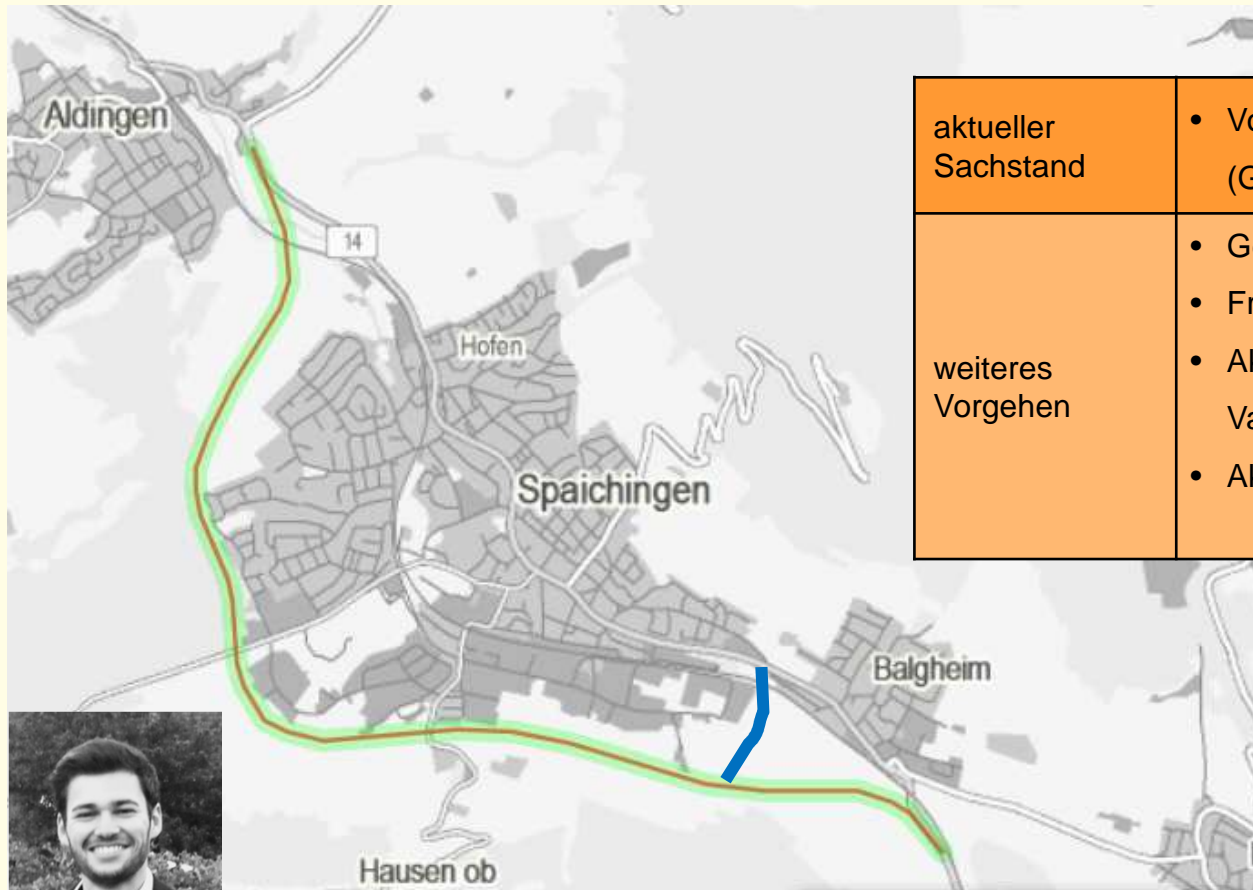 Aldingen
14
Hofen
Spaichingen
Balgheim
Hausen ob
aktueller
Sachstand
•
weiteres
Vorgehen
•
•
•
•